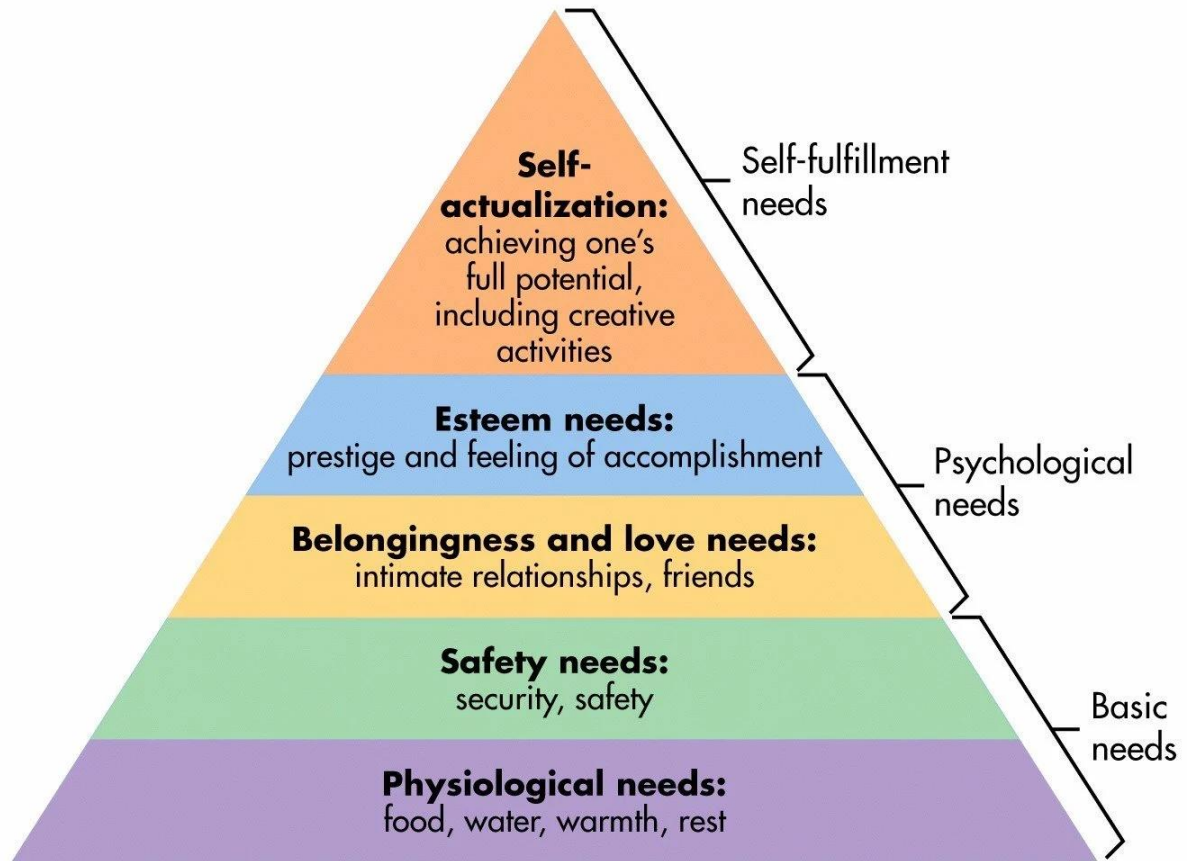 Self-
actualization:
achieving one's
full potential,
including creative
activities
Self-fulfillment
needs
Esteem needs:
prestige and feeling of accomplishment
Belongingness and love needs:
intimate relationships, friends
Psychological
needs
Safety needs:
security, safety
Physiological needs:
food, water, warmth, rest
Basic
needs